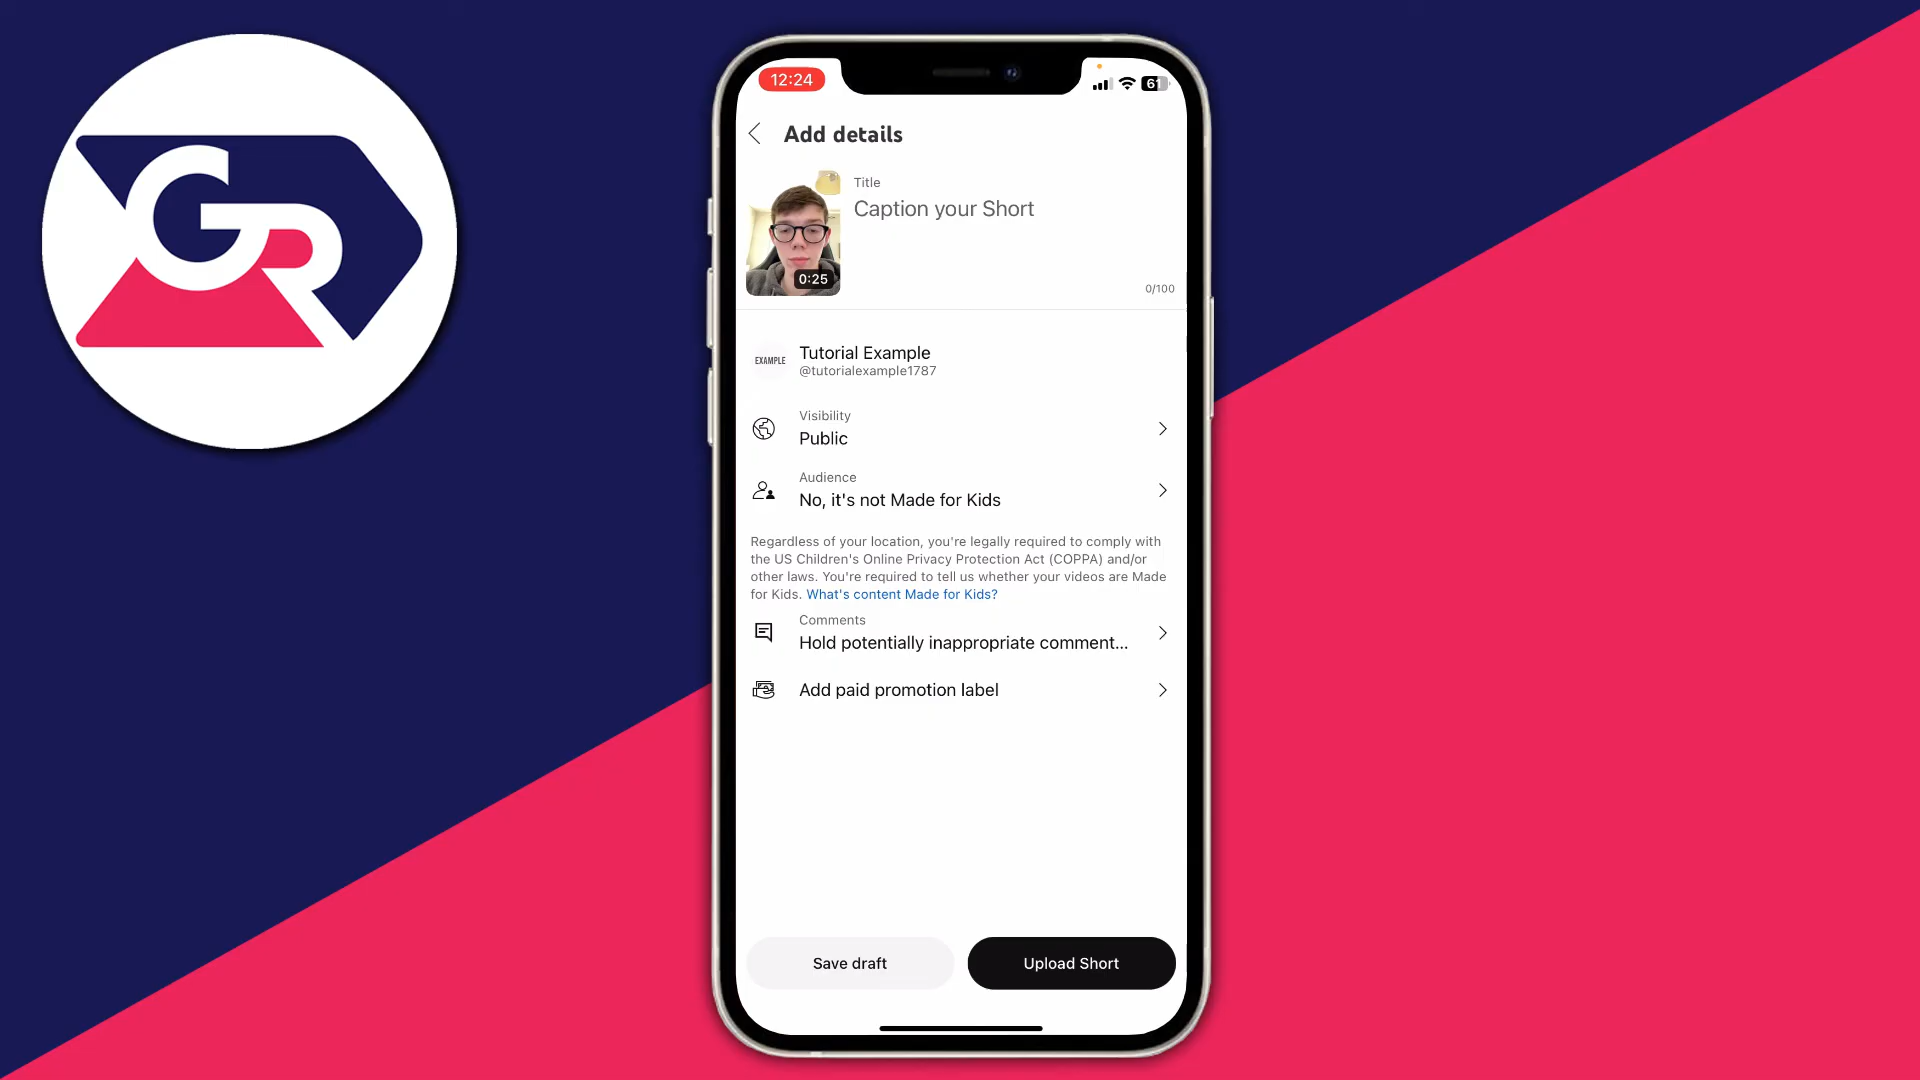 GR
12:24
61
Add details
Title
Caption your Short
0:25
0/100
EXAMPLE
Tutorial Example
@tutorialexample1787
Visibility
Public
Audience
No, it's not Made for Kids
Regardless of your location, you're legally required to comply with
the US Children's Online Privacy Protection Act (COPPA) and/or
other laws. You're required to tell us whether your videos are Made
for Kids. What's content Made for Kids?
Comments
Hold potentially inappropriate comment...
Add paid promotion label
Save draft
Upload Short